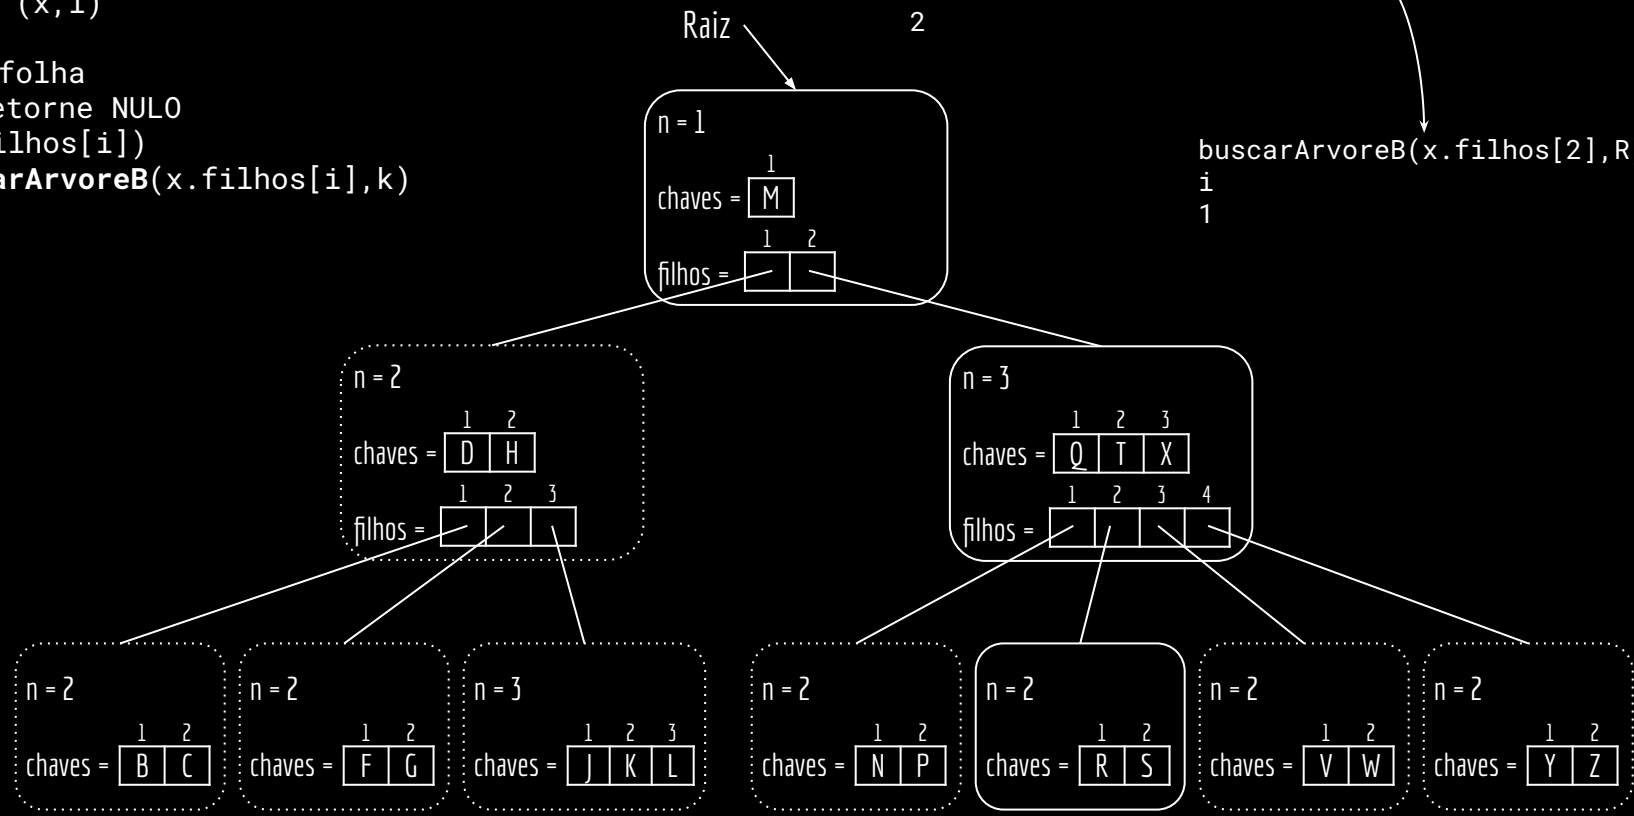 (x,i)
folha
etorne NULO
ilhos[i])
arArvoreB(x.filhos[i],k)
Raiz
2
buscarArvoreB(x.filhos[2],R
i
1
n = 1
1
chaves = M
1 2
filhos =
n = 2
1 2
chaves = D H
1 2 3
filhos =
n = 3
1 2 3
chaves = Q T X
1 2 3 4
filhos =
n = 2
1 2
chaves = B C
n = 2
1 2
chaves = F G
n = 3
1 2 3
chaves = J K L
n = 2
1 2
chaves = N P
n = 2
1 2
chaves = R S
n = 2
1 2
chaves = V W
n = 2
1 2
chaves = Y Z